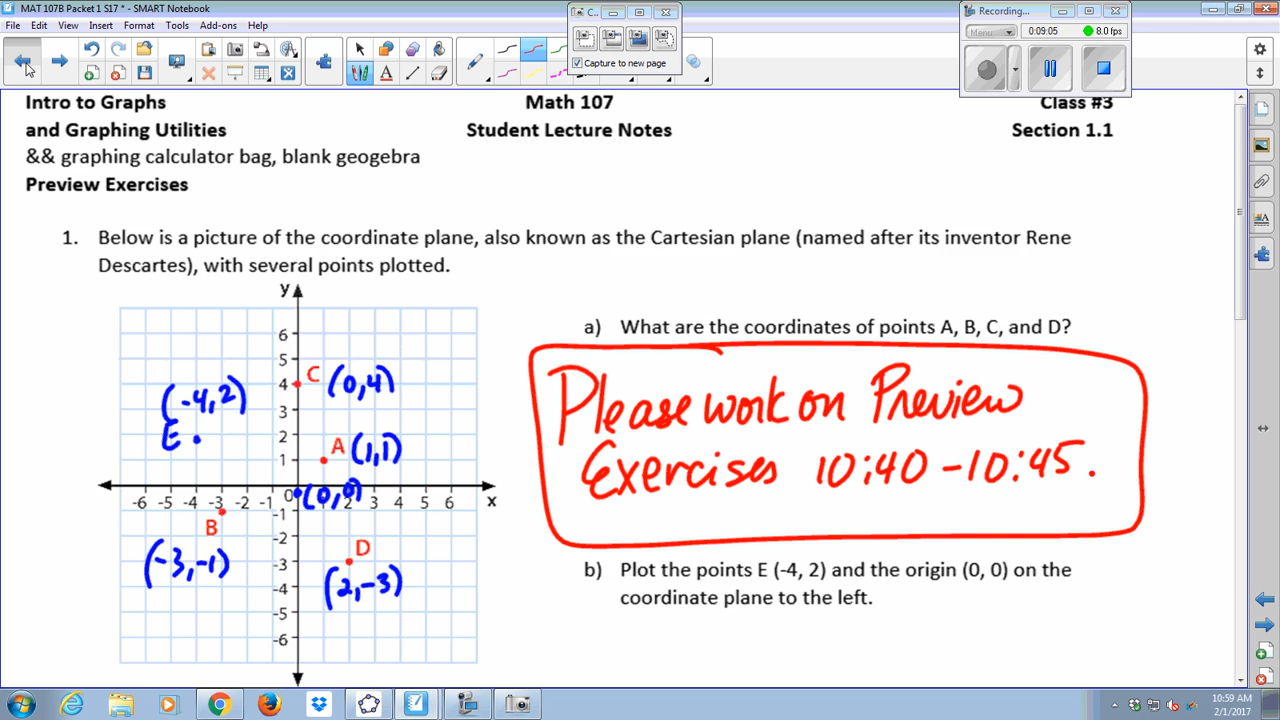 MAT 107B Packet 1 S17 * - SMART Notebook
File Edit View Insert Format Tools Add-ons Help
C..
Capture to new page
Recording...
Menu
0:09:05
8.0 fps
Intro to Graphs Math 107 Class #3
and Graphing Utilities Student Lecture Notes Section 1.1
&& graphing calculator bag, blank geogebra
Preview Exercises
1. Below is a picture of the coordinate plane, also known as the Cartesian plane (named after its inventor Rene
Descartes), with several points plotted.
y
6
5
C (0,4)
4
(-4,2)
3
E
2
A (1,1)
1
0 (0,0)
x
-6 -5 -4 -3 -2 -1 2 3 4 5 6
-1
B
-2
D
-3
(-3,-1)
(2,-3)
-4
-5
-6
a) What are the coordinates of points A, B, C, and D?
Please work on Preview
Exercises 10:40 - 10:45.
b) Plot the points E (-4, 2) and the origin (0, 0) on the
coordinate plane to the left.
10:59 AM
2/1/2017